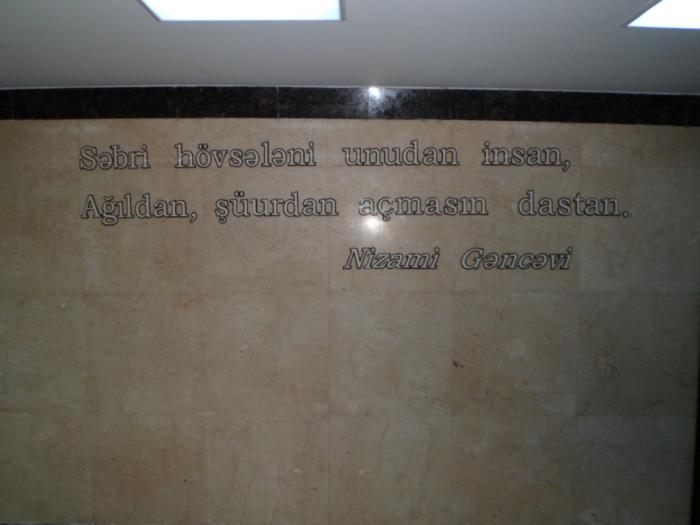 Səbri hövsələni unudan insan,
Ağıldan, şüurdan açmasın dastan.
Nizami Gəncəvi